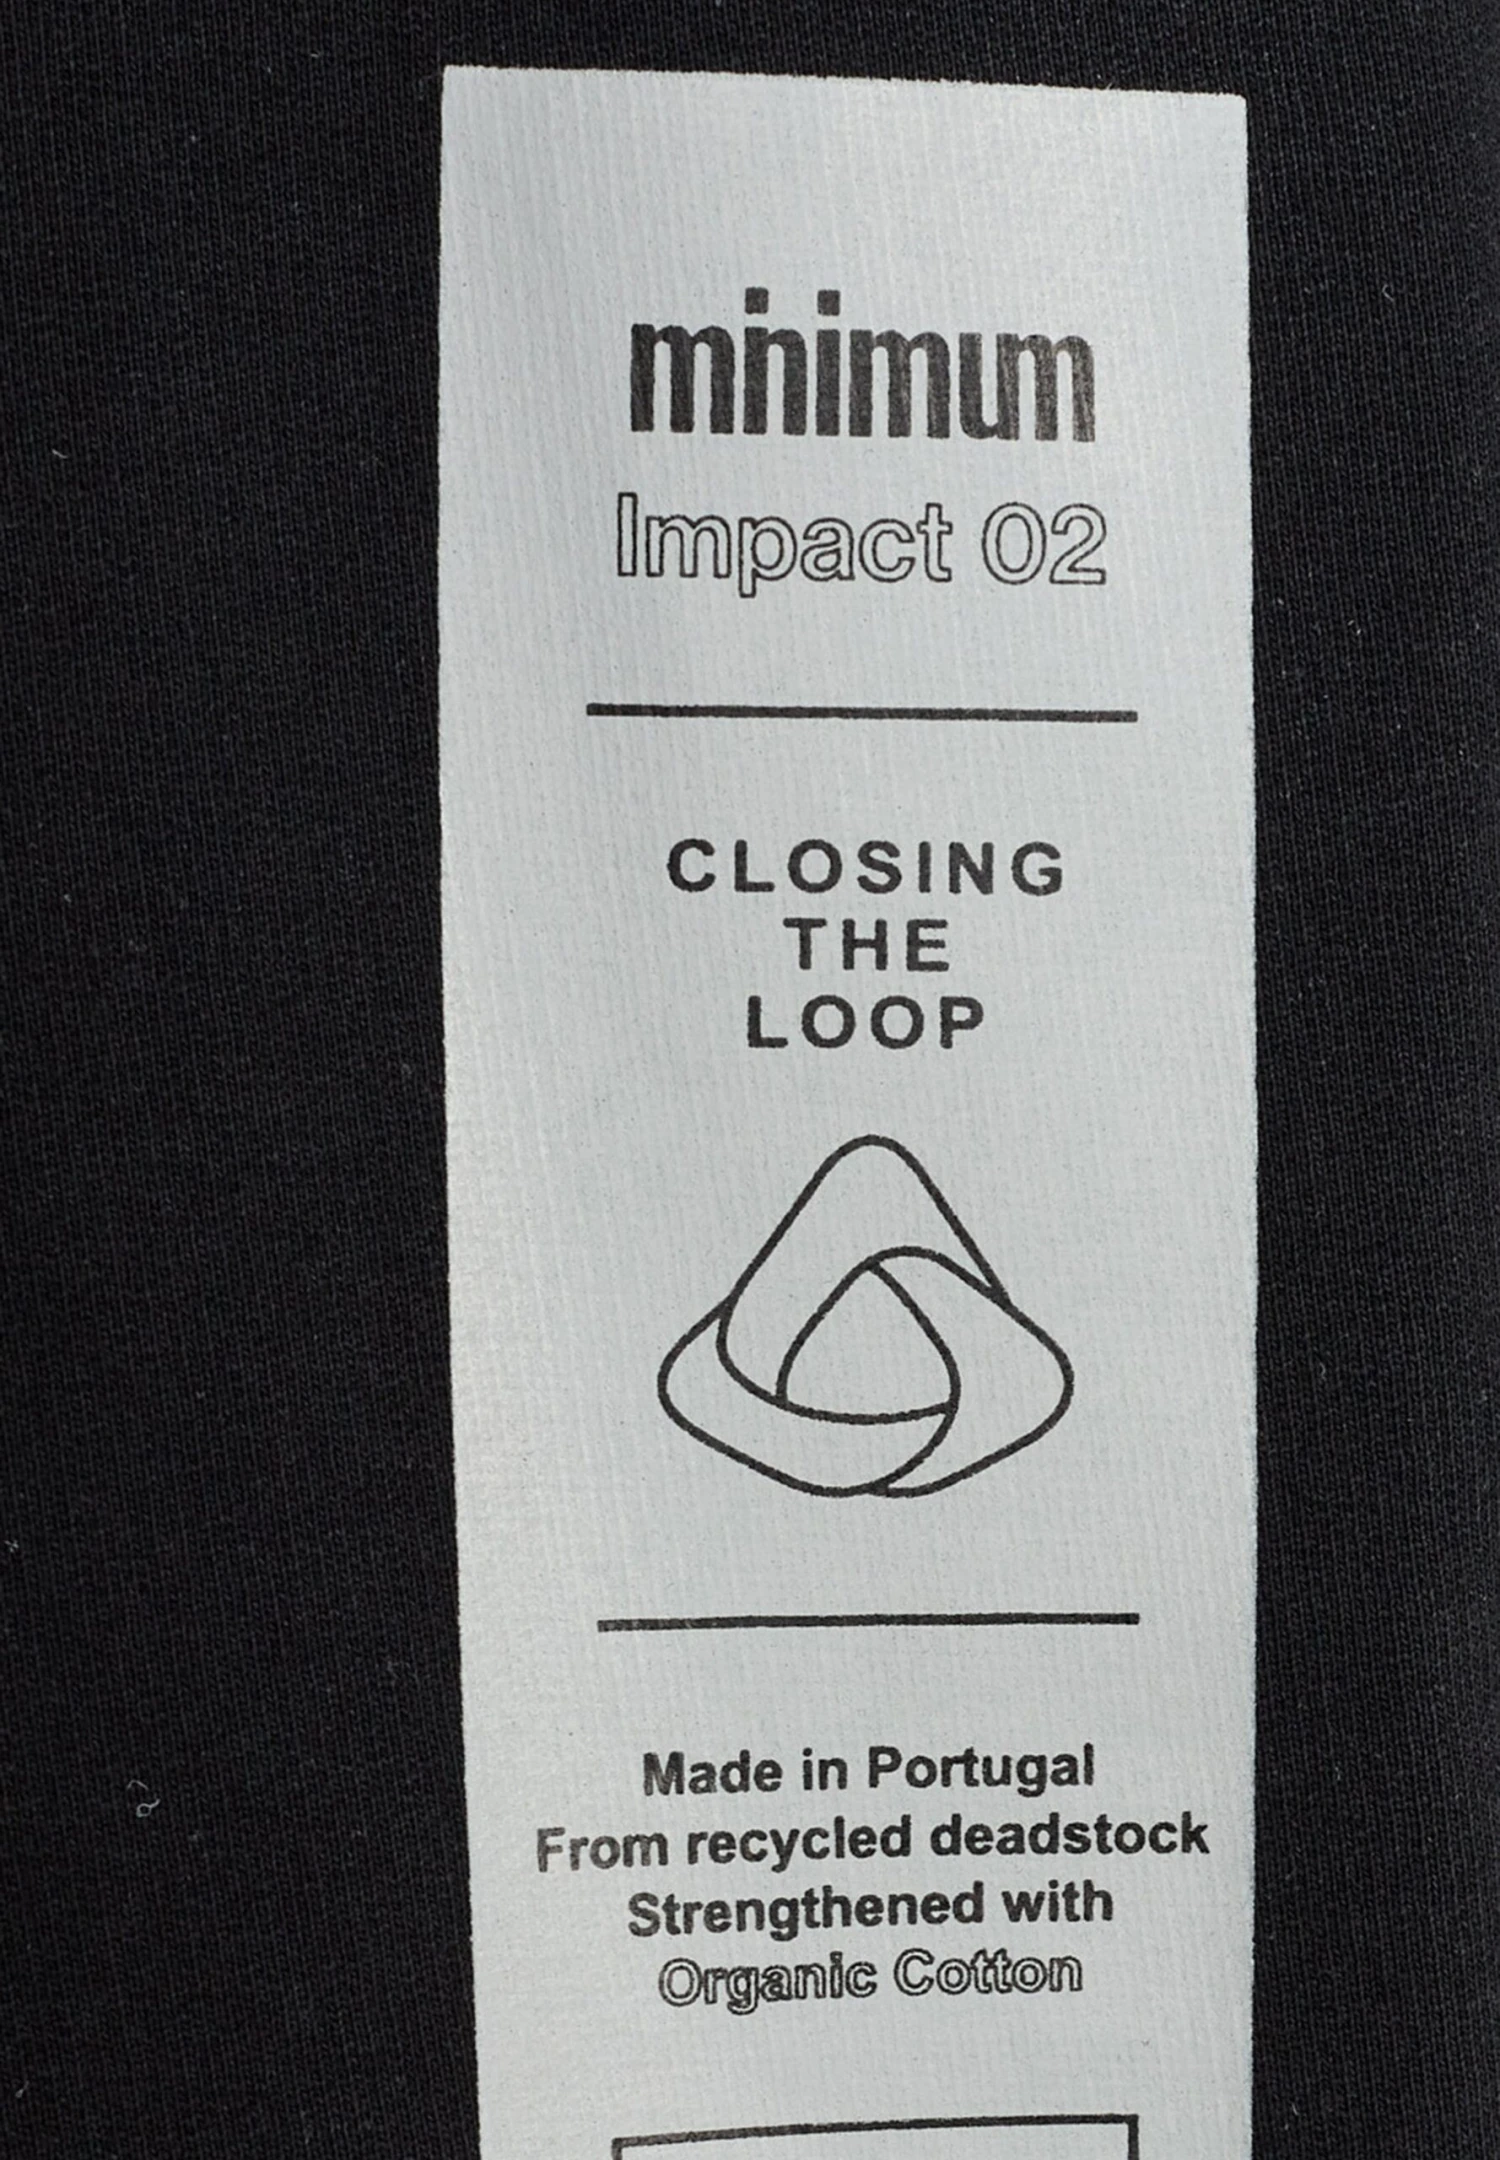 minimum
Impact 02
CLOSING
THE
LOOP
Made in Portugal
From recycled deadstock
Strengthened with
Organic Cotton